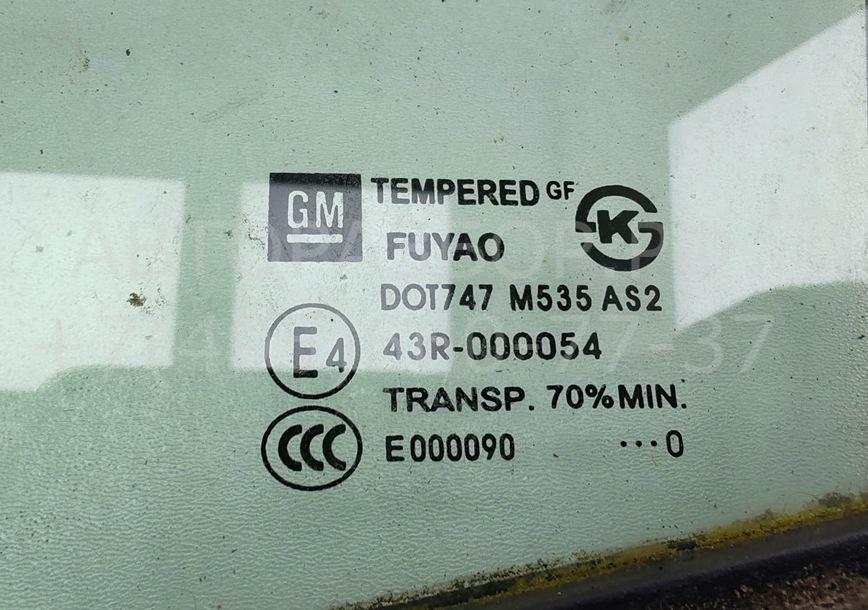 GM TEMPERED GF
K
FUYAO
DOT747 M535 AS2
E4 43R-000054
TRANSP. 70%MIN.
CCC E000090 ···0